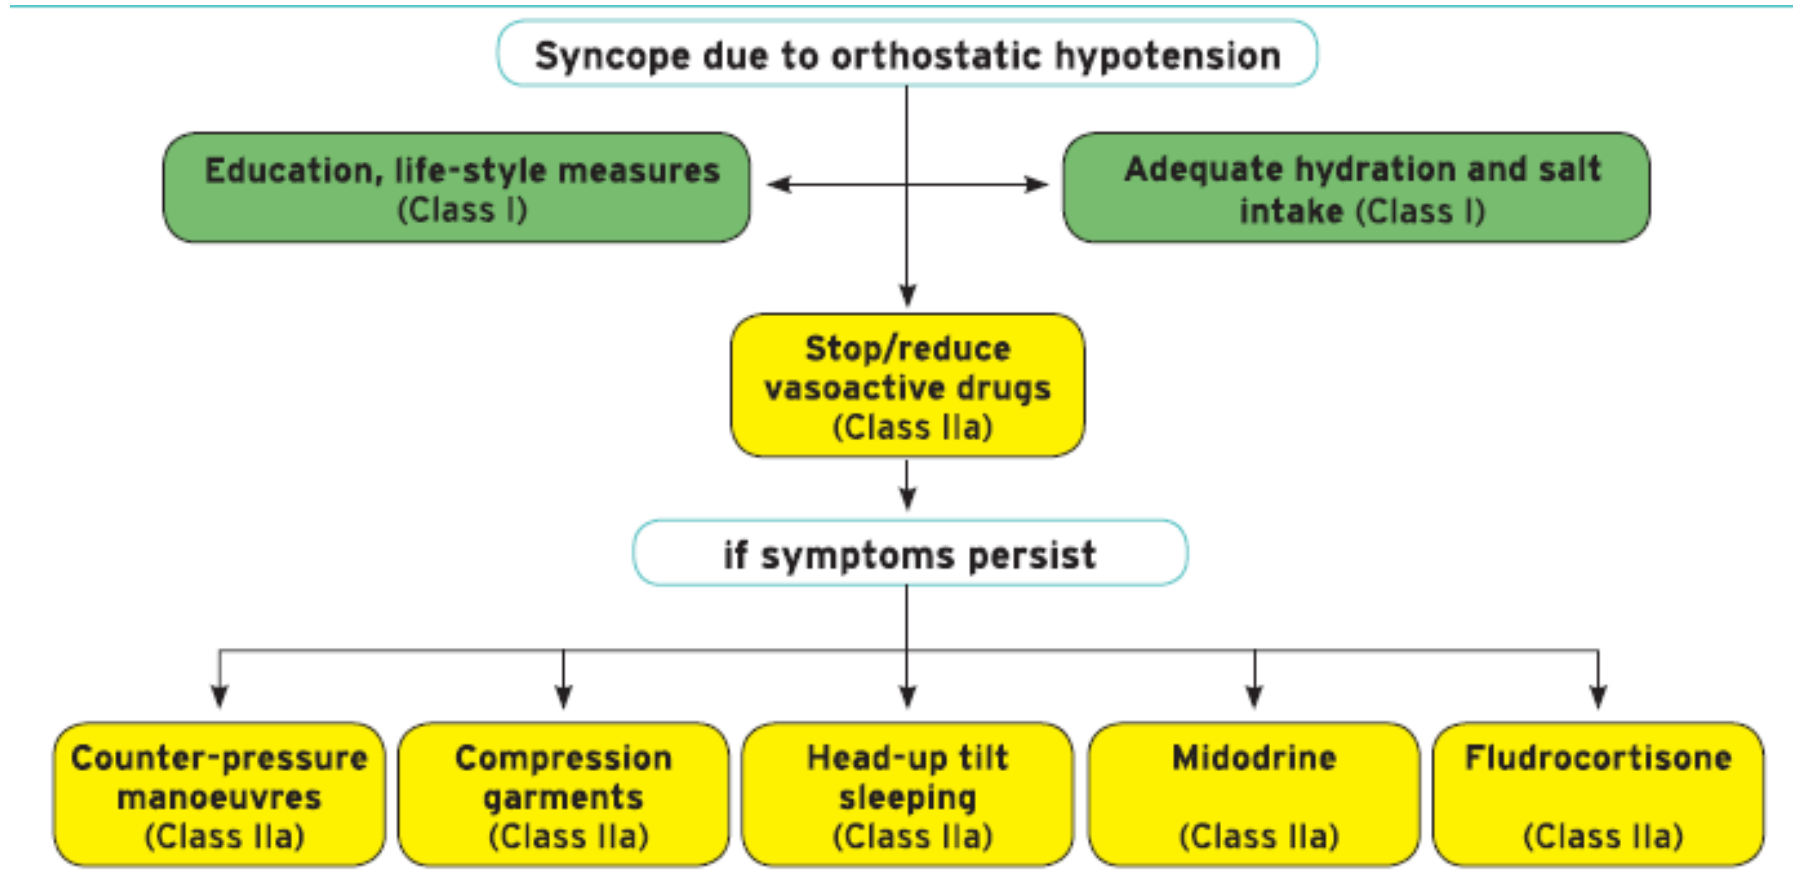 Syncope due to orthostatic hypotension
Education, life-style measures
(Class I)
Adequate hydration and salt
intake (Class I)
Stop/reduce
vasoactive drugs
(Class IIa)
if symptoms persist
Counter-pressure
manoeuvres
(Class IIa)
Compression
garments
(Class IIa)
Head-up tilt
sleeping
(Class IIa)
Midodrine
(Class IIa)
Fludrocortisone
(Class IIa)